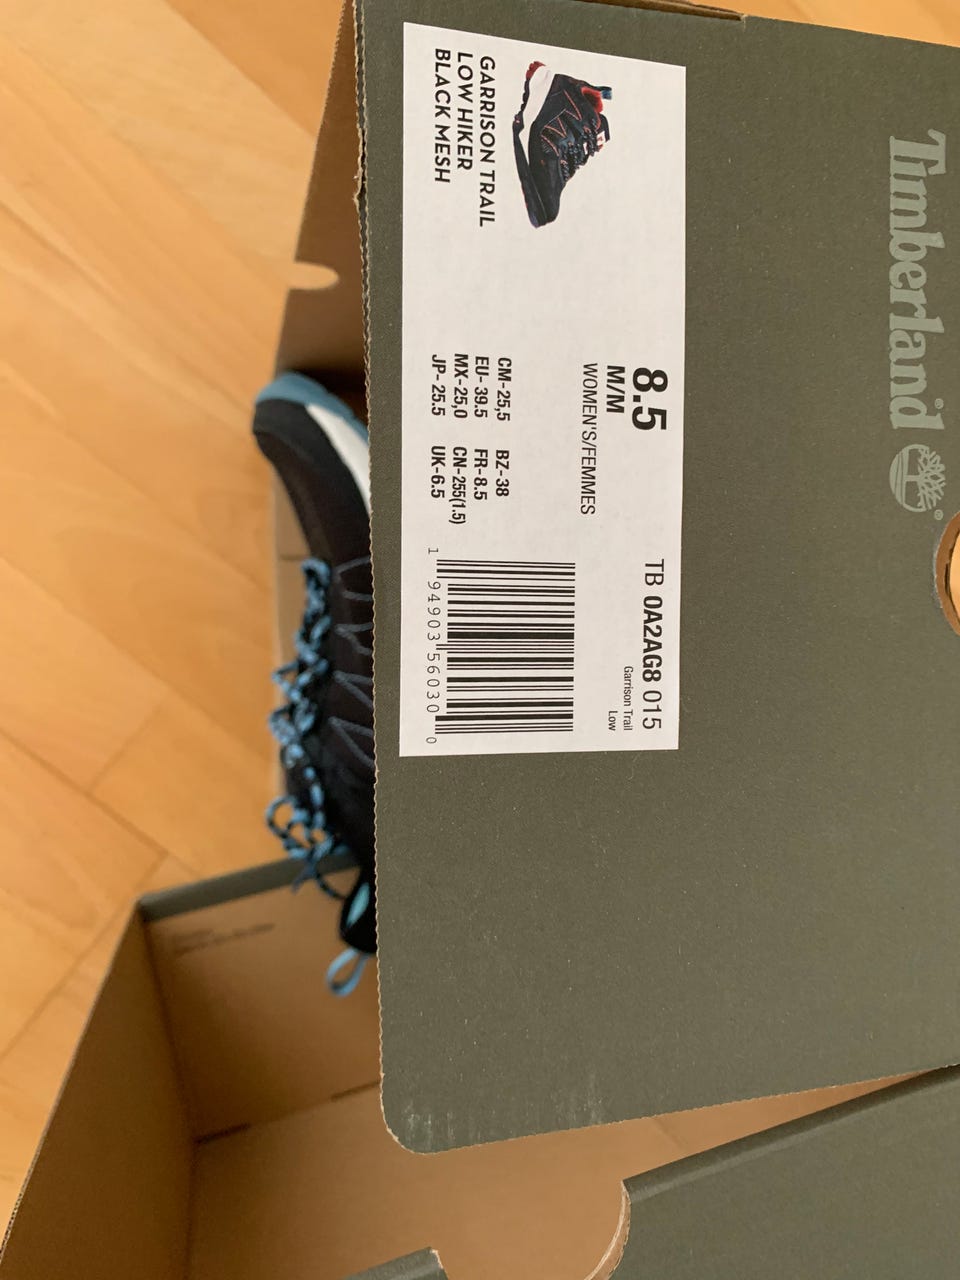 Timberland®
®
8.5
M/M
WOMEN'S/FEMMES
TB 0A2AG8 015
Garrison Trail
Low
GARRISON TRAIL
LOW HIKER
BLACK MESH
CM-25,5 BZ-38
EU-39.5 FR-8.5
MX-25,0 CN-255(1.5)
JP-25.5 UK-6.5
1 94903 56030 0